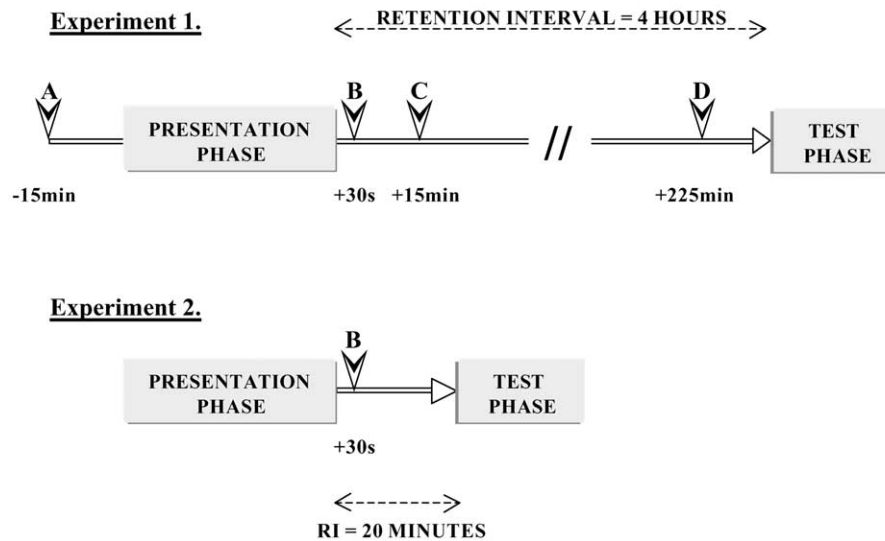 Experiment 1.
RETENTION INTERVAL = 4 HOURS
A
B
C
D
PRESENTATION
PHASE
TEST
PHASE
-15min
+30s
+15min
//
+225min
Experiment 2.
B
PRESENTATION
PHASE
TEST
PHASE
+30s
RI = 20 MINUTES